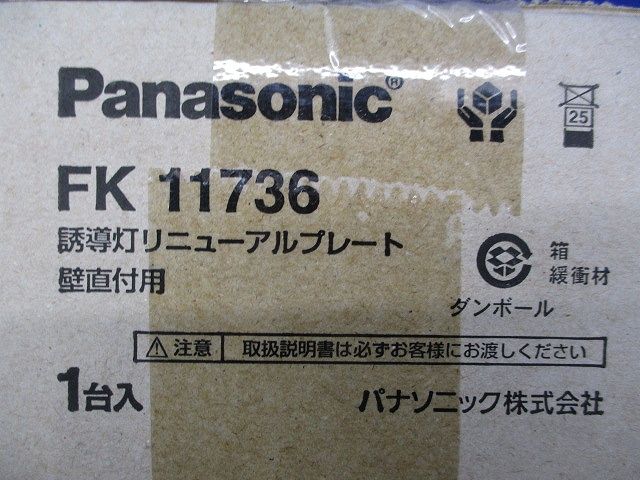 Panasonic®
25
FK 11736
誘導灯リニューアルプレート
壁直付用
箱
緩衝材
ダンボール
注意 取扱説明書は必ずお客様にお渡しください
1台入
パナソニック株式会社